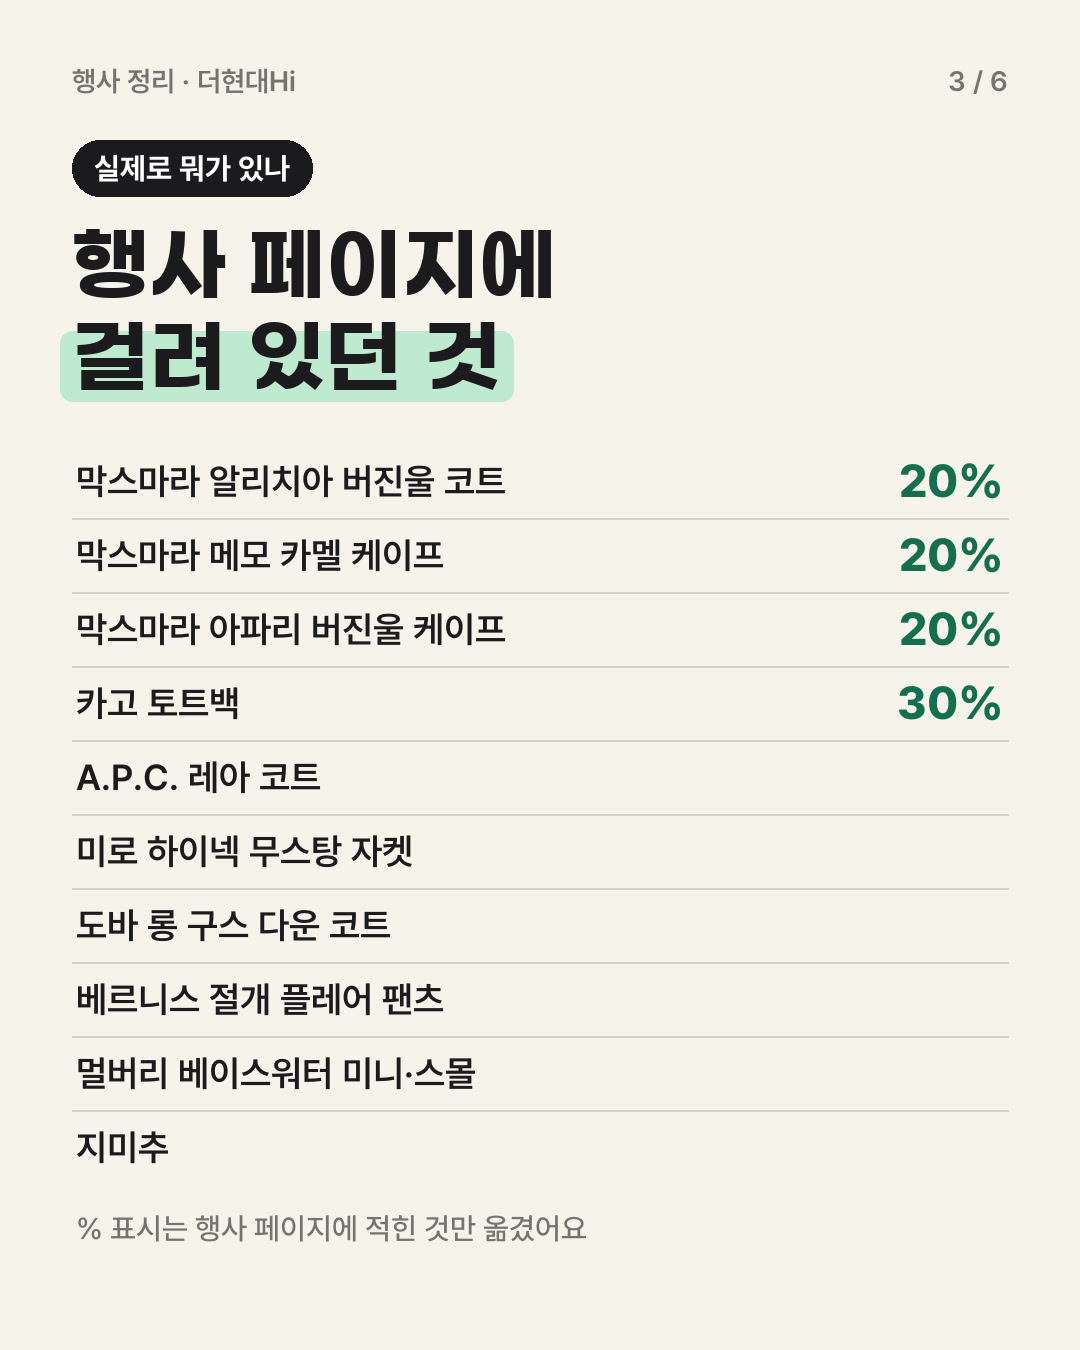 행사 정리 · 더현대Hi
3 / 6
실제로 뭐가 있나
행사 페이지에
걸려 있던 것
막스마라 알리치아 버진울 코트 20%
막스마라 메모 카멜 케이프 20%
막스마라 아파리 버진울 케이프 20%
카고 토트백 30%
A.P.C. 레아 코트
미로 하이넥 무스탕 자켓
도바 롱 구스 다운 코트
베르니스 절개 플레어 팬츠
멀버리 베이스워터 미니·스몰
지미추
% 표시는 행사 페이지에 적힌 것만 옮겼어요